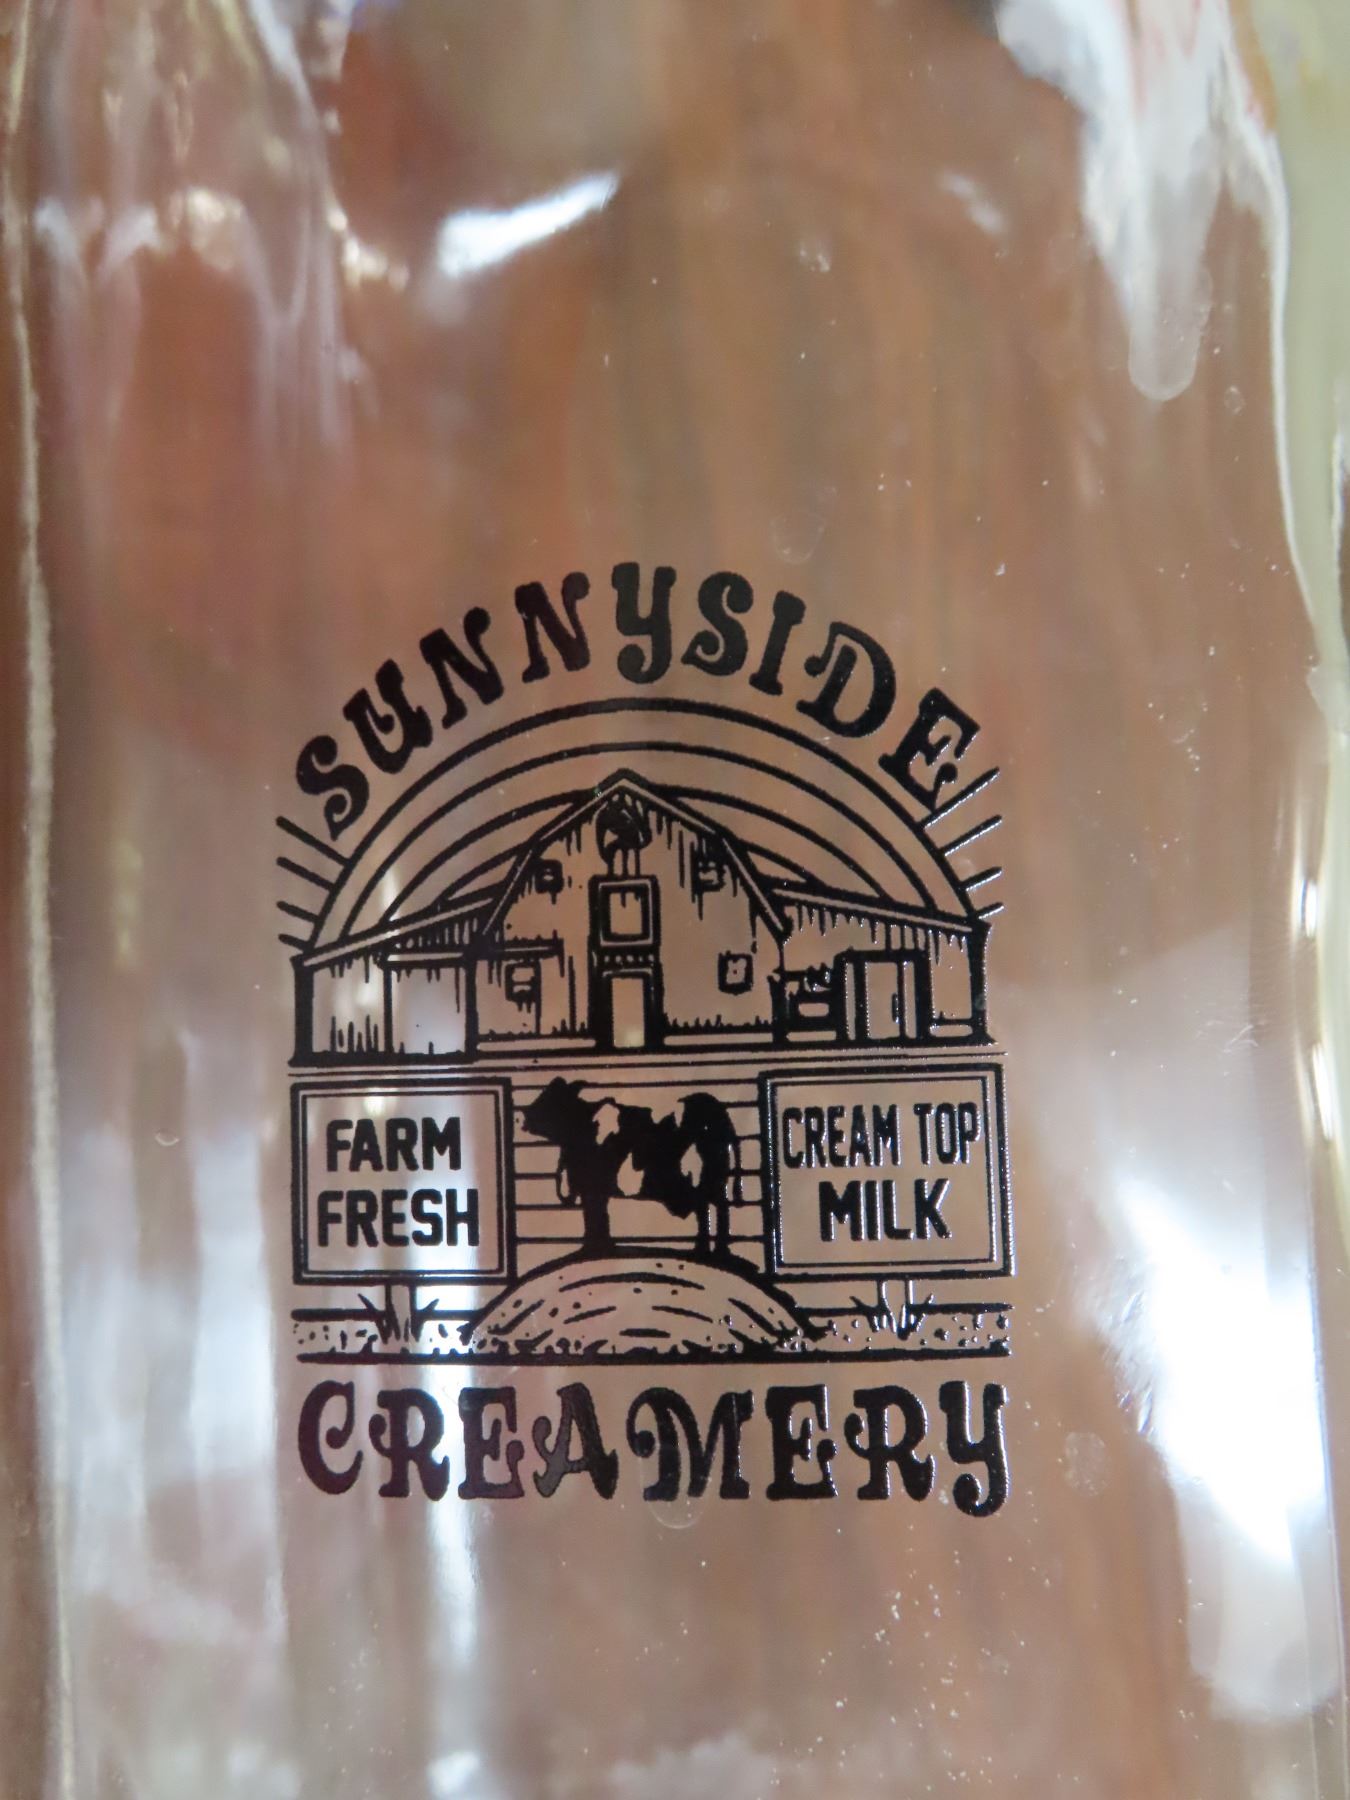 SUNNYSIDE
FARM
FRESH
CREAM TOP
MILK
CREAMERY